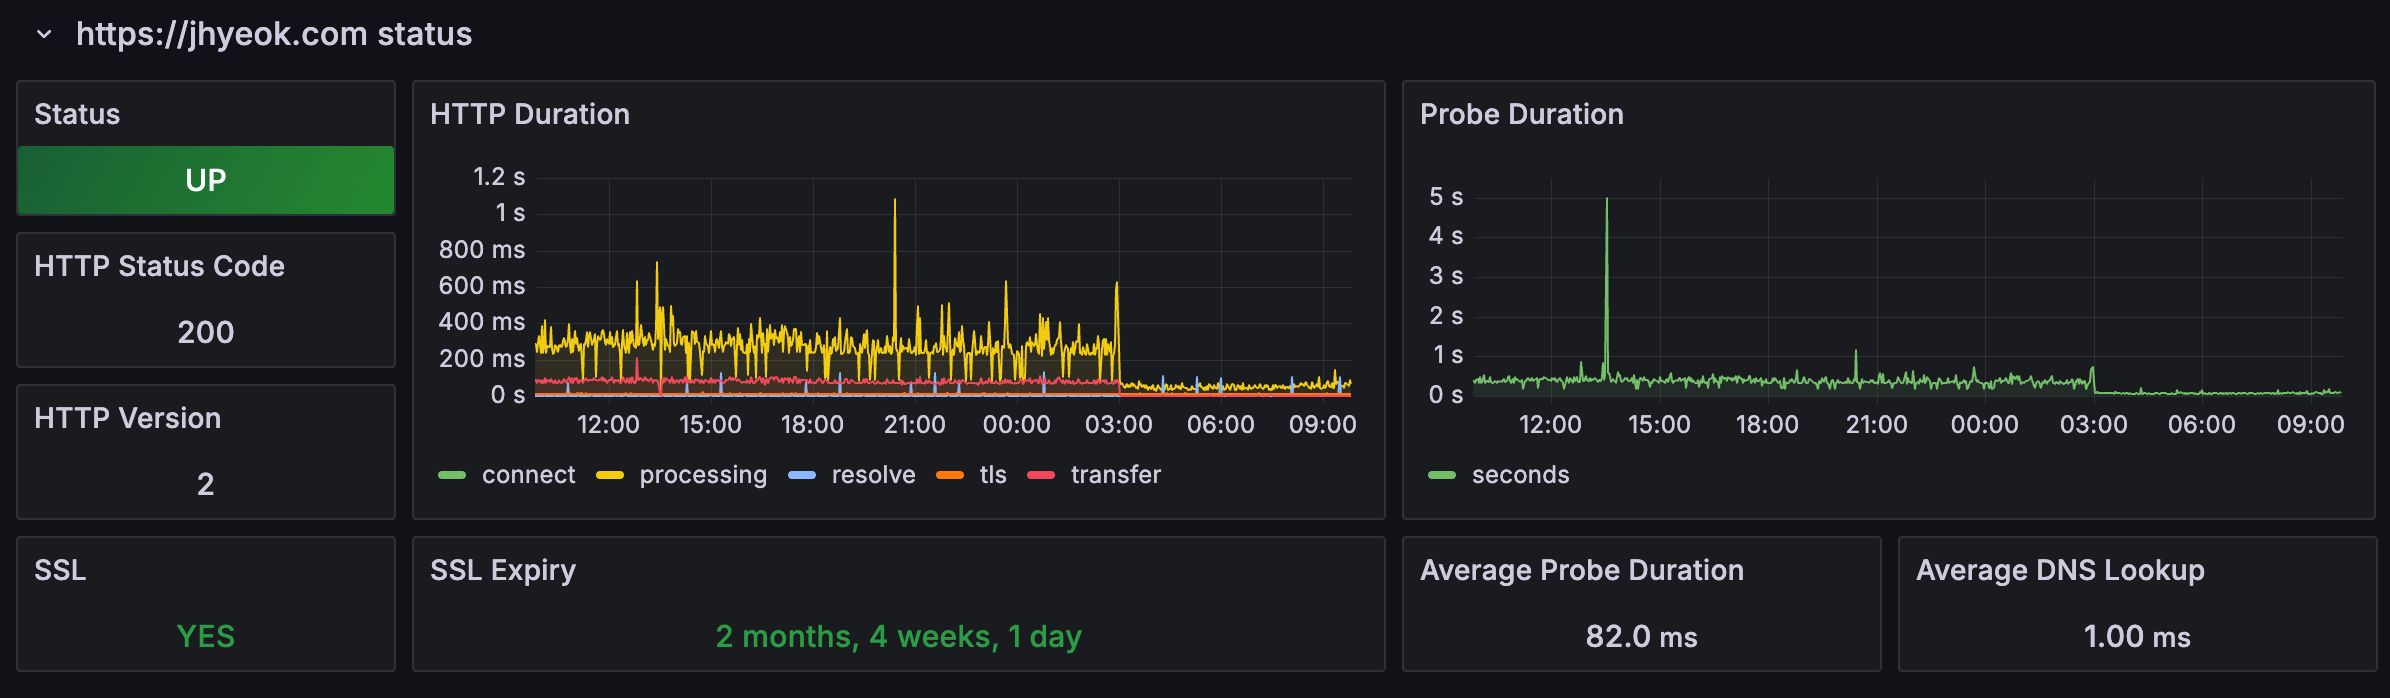 https://jhyeok.com status
Status
UP
HTTP Status Code
200
HTTP Version
2
SSL
YES
HTTP Duration
1.2 s
1 s
800 ms
600 ms
400 ms
200 ms
0 s
12:00 15:00 18:00 21:00 00:00 03:00 06:00 09:00
connect processing resolve tls transfer
Probe Duration
5 s
4 s
3 s
2 s
1 s
0 s
12:00 15:00 18:00 21:00 00:00 03:00 06:00 09:00
seconds
SSL Expiry
2 months, 4 weeks, 1 day
Average Probe Duration
82.0 ms
Average DNS Lookup
1.00 ms